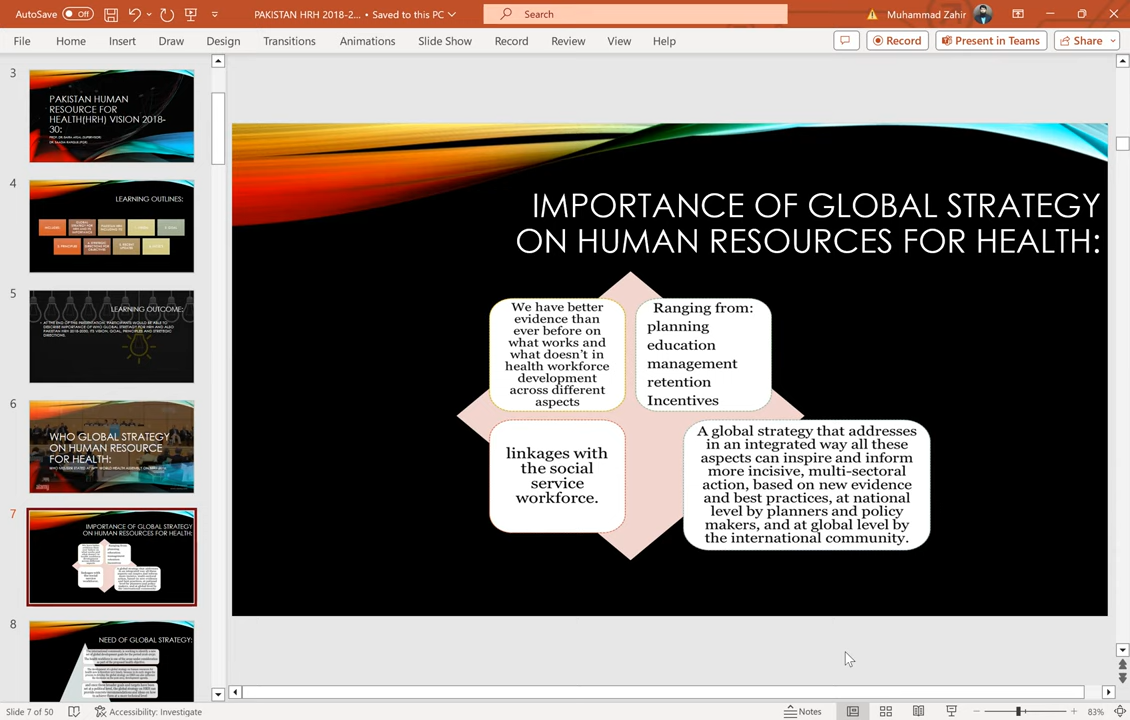 AutoSave Off
PAKISTAN HRH 2018-2... • Saved to this PC
Search
Muhammad Zahir
File Home Insert Draw Design Transitions Animations Slide Show Record Review View Help
Record Present in Teams Share
3
PAKISTAN HUMAN
RESOURCE FOR
HEALTH(HRH) VISION 2018-
30:
4
LEARNING OUTLINES:
5
LEARNING OUTCOME:
6
WHO GLOBAL STRATEGY
ON HUMAN RESOURCE
FOR HEALTH:
7
IMPORTANCE OF GLOBAL STRATEGY
ON HUMAN RESOURCES FOR HEALTH:
8
NEED OF GLOBAL STRATEGY:
IMPORTANCE OF GLOBAL STRATEGY
ON HUMAN RESOURCES FOR HEALTH:
We have better
evidence than
ever before on
what works and
what doesn't in
health workforce
development
across different
aspects
Ranging from:
planning
education
management
retention
Incentives
linkages with
the social
service
workforce.
A global strategy that addresses
in an integrated way all these
aspects can inspire and inform
more incisive, multi-sectoral
action, based on new evidence
and best practices, at national
level by planners and policy
makers, and at global level by
the international community.
Slide 7 of 50
Accessibility: Investigate
Notes
83%